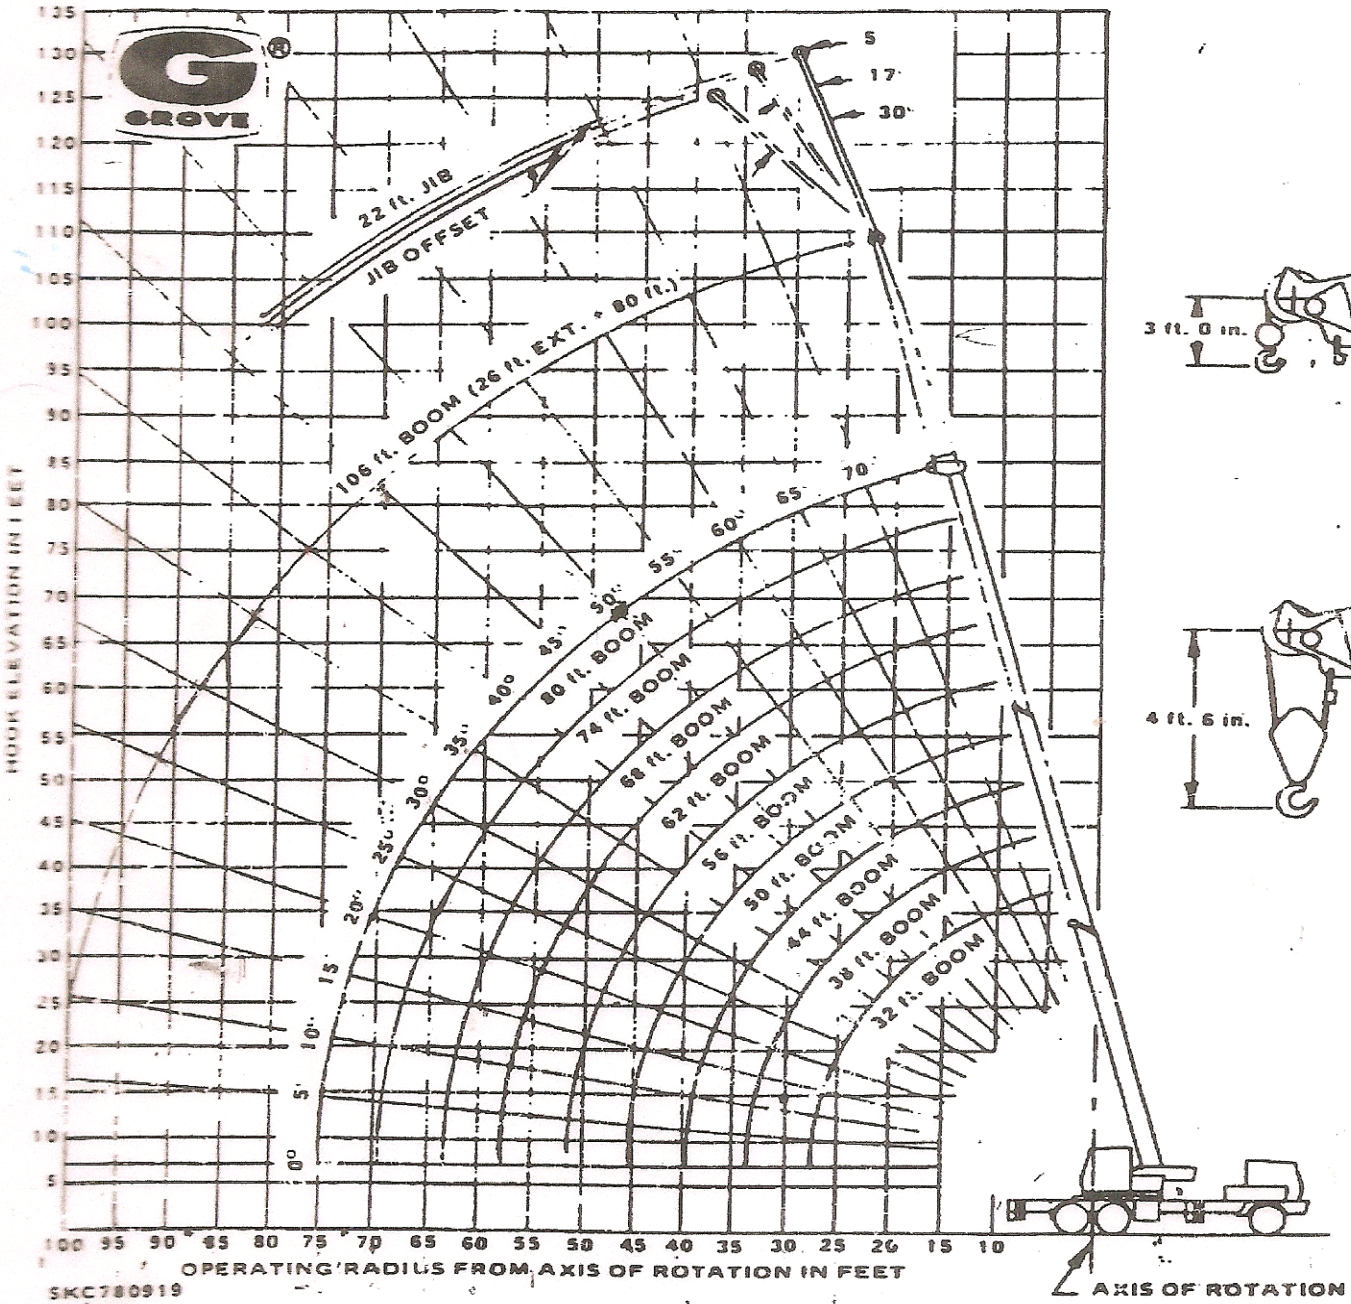 135
130
125
120
115
110
105
100
95
90
85
80
75
70
65
60
50
45
40
35
30
25
20
15
10
5
HOOK ELEVATION IN FEET
G ®
GROVE
5
17
30°
22 ft. JIB
JIB OFFSET
106 ft. BOOM (26 ft. EXT. + 80 ft.)
70
65
60°
55
50°
45°
40°
35°
30°
25°
20°
15
10°
5
0°
80 ft. BOOM
74 ft. BOOM
68 ft. BOOM
62 ft. BOOM
56 ft. BOOM
50 ft. BOOM
44 ft. BOOM
38 ft. BOOM
32 ft. BOOM
3 ft. 0 in.
4 ft. 6 in.
100 95 90 85 80 75 70 65 60 55 50 45 40 35 30 25 20 15 10
OPERATING RADIUS FROM AXIS OF ROTATION IN FEET
AXIS OF ROTATION
SKC780919